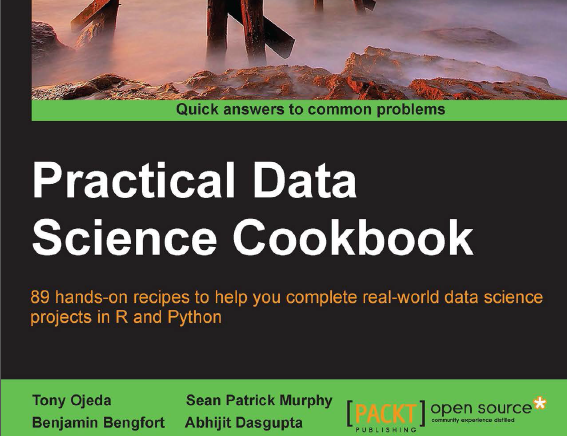 Quick answers to common problems
Practical Data
Science Cookbook
89 hands-on recipes to help you complete real-world data science
projects in R and Python
Tony Ojeda Sean Patrick Murphy
Benjamin Bengfort Abhijit Dasgupta
[PACKT]
PUBLISHING
open source*
community experience distilled